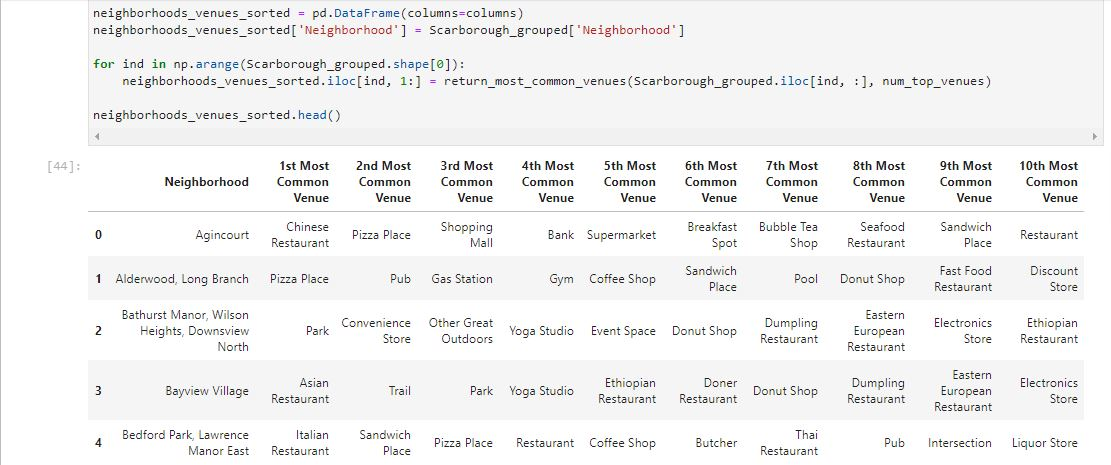 neighborhoods_venues_sorted = pd.DataFrame(columns=columns)
neighborhoods_venues_sorted['Neighborhood'] = Scarborough_grouped['Neighborhood']
for ind in np.arange(Scarborough_grouped.shape[0]):
    neighborhoods_venues_sorted.iloc[ind, 1:] = return_most_common_venues(Scarborough_grouped.iloc[ind, :], num_top_venues)
neighborhoods_venues_sorted.head()
[44]:
Neighborhood 1st Most Common Venue 2nd Most Common Venue 3rd Most Common Venue 4th Most Common Venue 5th Most Common Venue 6th Most Common Venue 7th Most Common Venue 8th Most Common Venue 9th Most Common Venue 10th Most Common Venue
0 Agincourt Chinese Restaurant Pizza Place Shopping Mall Bank Supermarket Breakfast Spot Bubble Tea Shop Seafood Restaurant Sandwich Place Restaurant
1 Alderwood, Long Branch Pizza Place Pub Gas Station Gym Coffee Shop Sandwich Place Pool Donut Shop Fast Food Restaurant Discount Store
2 Bathurst Manor, Wilson Heights, Downsview North Park Convenience Store Other Great Outdoors Yoga Studio Event Space Donut Shop Dumpling Restaurant Eastern European Restaurant Electronics Store Ethiopian Restaurant
3 Bayview Village Asian Restaurant Trail Park Yoga Studio Ethiopian Restaurant Doner Restaurant Donut Shop Dumpling Restaurant Eastern European Restaurant Electronics Store
4 Bedford Park, Lawrence Manor East Italian Restaurant Sandwich Place Pizza Place Restaurant Coffee Shop Butcher Thai Restaurant Pub Intersection Liquor Store